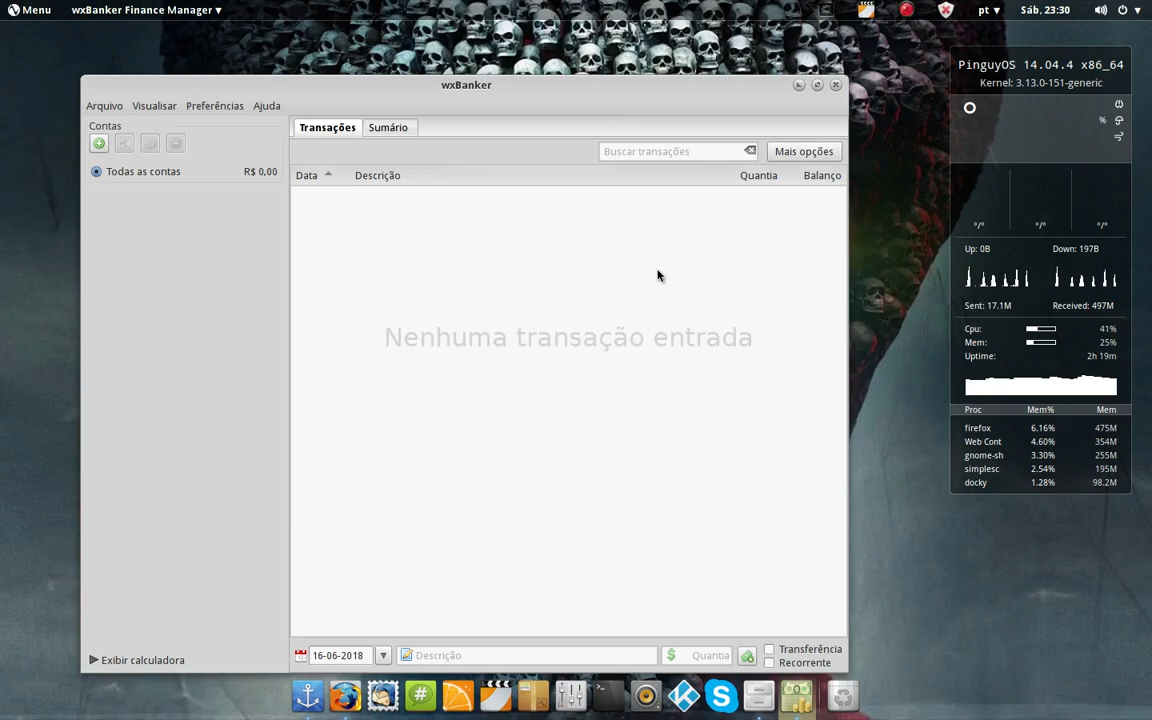 Menu
wxBanker Finance Manager ▾
pt ▾
Sáb, 23:30
wxBanker
Arquivo Visualisar Preferências Ajuda
Contas
Todas as contas R$ 0,00
Exibir calculadora
Transações Sumário
Buscar transações
Mais opções
Data Descrição Quantia Balanço
Nenhuma transação entrada
16-06-2018
Descrição
$ Quantia
Transferência
Recorrente
PinguyOS 14.04.4 x86_64
Kernel: 3.13.0-151-generic
%
°/° °/° °/°
Up: 0B Down: 197B
Sent: 17.1M Received: 497M
Cpu: 41%
Mem: 25%
Uptime: 2h 19m
Proc Mem% Mem
firefox 6.16% 475M
Web Cont 4.60% 354M
gnome-sh 3.30% 255M
simplesc 2.54% 195M
docky 1.28% 98.2M